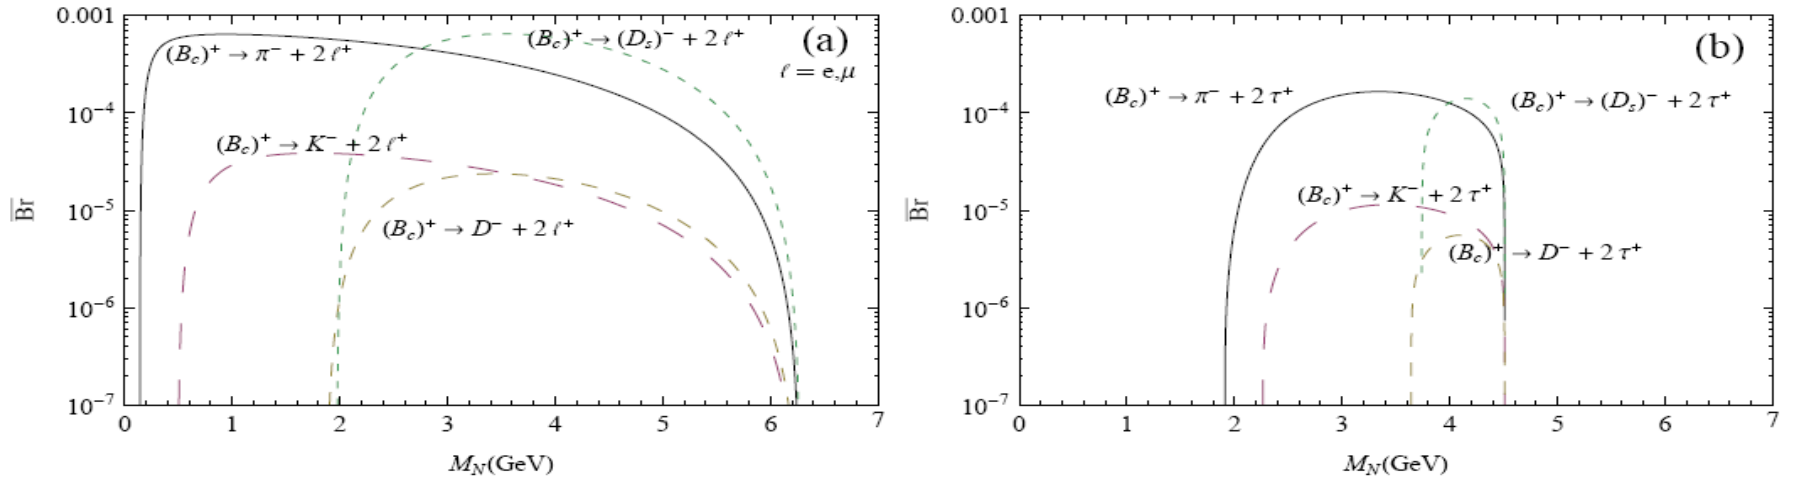 0.001
10⁻⁴
10⁻⁵
10⁻⁶
10⁻⁷
B̅r̅
(B_c)⁺ → π⁻ + 2 ℓ⁺
(B_c)⁺ → (D_s)⁻ + 2 ℓ⁺
(a)
ℓ = e,μ
(B_c)⁺ → K⁻ + 2 ℓ⁺
(B_c)⁺ → D⁻ + 2 ℓ⁺
0 1 2 3 4 5 6 7
M_N(GeV)
0.001
10⁻⁴
10⁻⁵
10⁻⁶
10⁻⁷
B̅r̅
(b)
(B_c)⁺ → π⁻ + 2 τ⁺
(B_c)⁺ → (D_s)⁻ + 2 τ⁺
(B_c)⁺ → K⁻ + 2 τ⁺
(B_c)⁺ → D⁻ + 2 τ⁺
0 1 2 3 4 5 6 7
M_N(GeV)